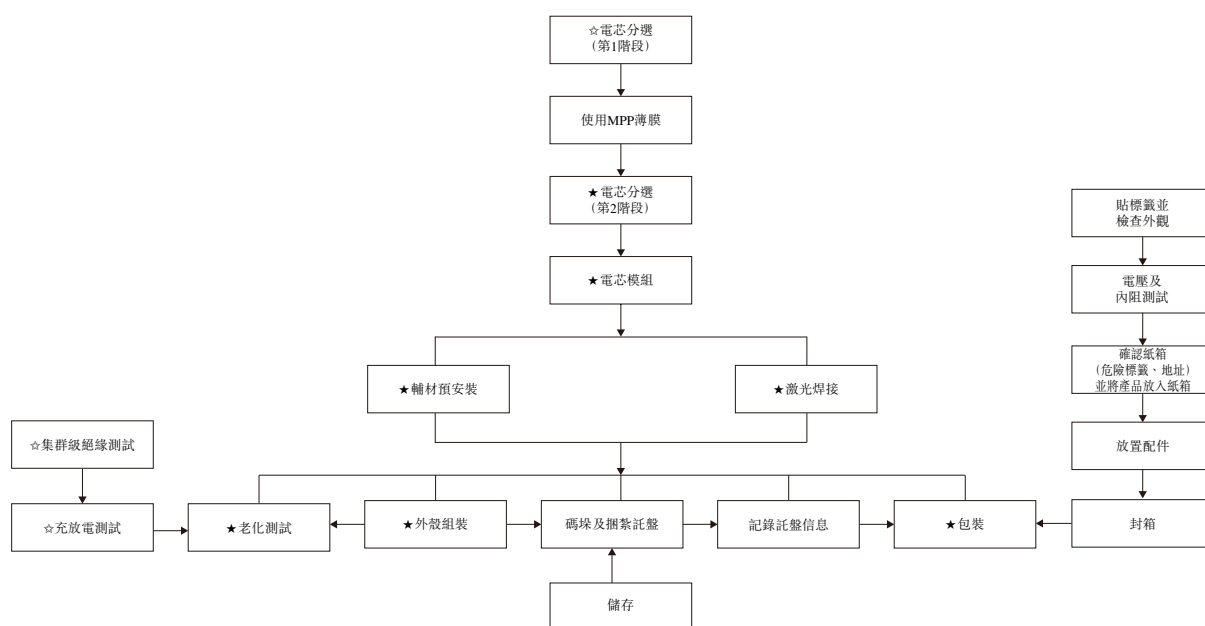 ☆電芯分選
(第1階段)
使用MPP薄膜
★電芯分選
(第2階段)
★電芯模組
★輔材預安裝
★激光焊接
☆集群級絕緣測試
☆充放電測試
★老化測試
★外殼組裝
碼垛及捆紮託盤
記錄託盤信息
★包裝
儲存
貼標籤並
檢查外觀
電壓及
內阻測試
確認紙箱
(危險標籤、地址)
並將產品放入紙箱
放置配件
封箱